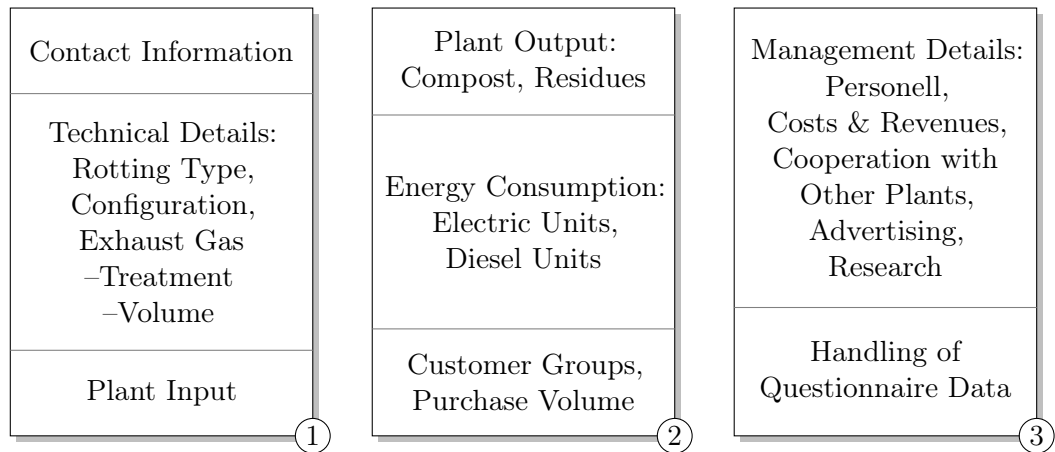 Contact Information
Technical Details:
Rotting Type,
Configuration,
Exhaust Gas
–Treatment
–Volume
Plant Input
1
Plant Output:
Compost, Residues
Energy Consumption:
Electric Units,
Diesel Units
Customer Groups,
Purchase Volume
2
Management Details:
Personell,
Costs & Revenues,
Cooperation with
Other Plants,
Advertising,
Research
Handling of
Questionnaire Data
3